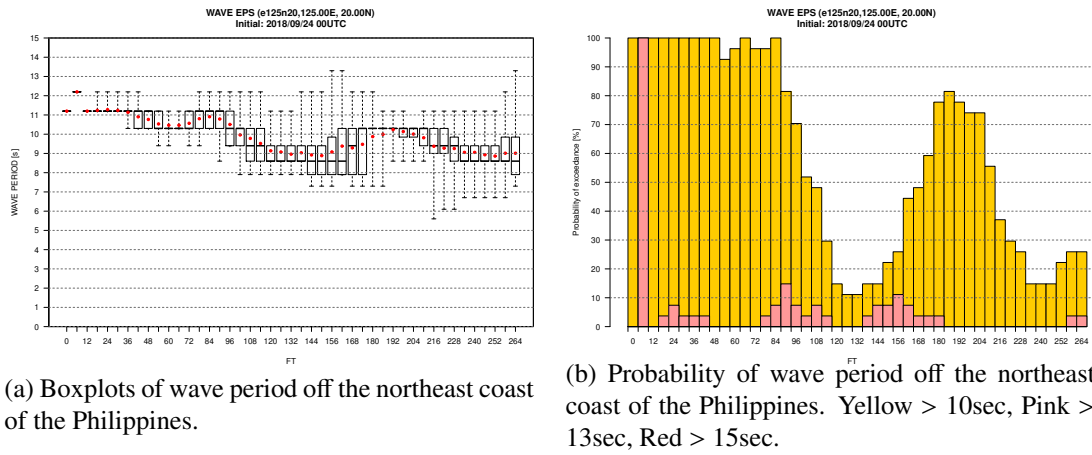 WAVE EPS (e125n20,125.00E, 20.00N)
Initial: 2018/09/24 00UTC
WAVE PERIOD [s]
15
14
13
12
11
10
9
8
7
6
5
4
3
2
1
0
0 12 24 36 48 60 72 84 96 108 120 132 144 156 168 180 192 204 216 228 240 252 264
FT
(a) Boxplots of wave period off the northeast coast
of the Philippines.
WAVE EPS (e125n20,125.00E, 20.00N)
Initial: 2018/09/24 00UTC
Probability of exceedance [%]
100
90
80
70
60
50
40
30
20
10
0
0 12 24 36 48 60 72 84 96 108 120 132 144 156 168 180 192 204 216 228 240 252 264
FT
(b) Probability of wave period off the northeast
coast of the Philippines. Yellow > 10sec, Pink >
13sec, Red > 15sec.